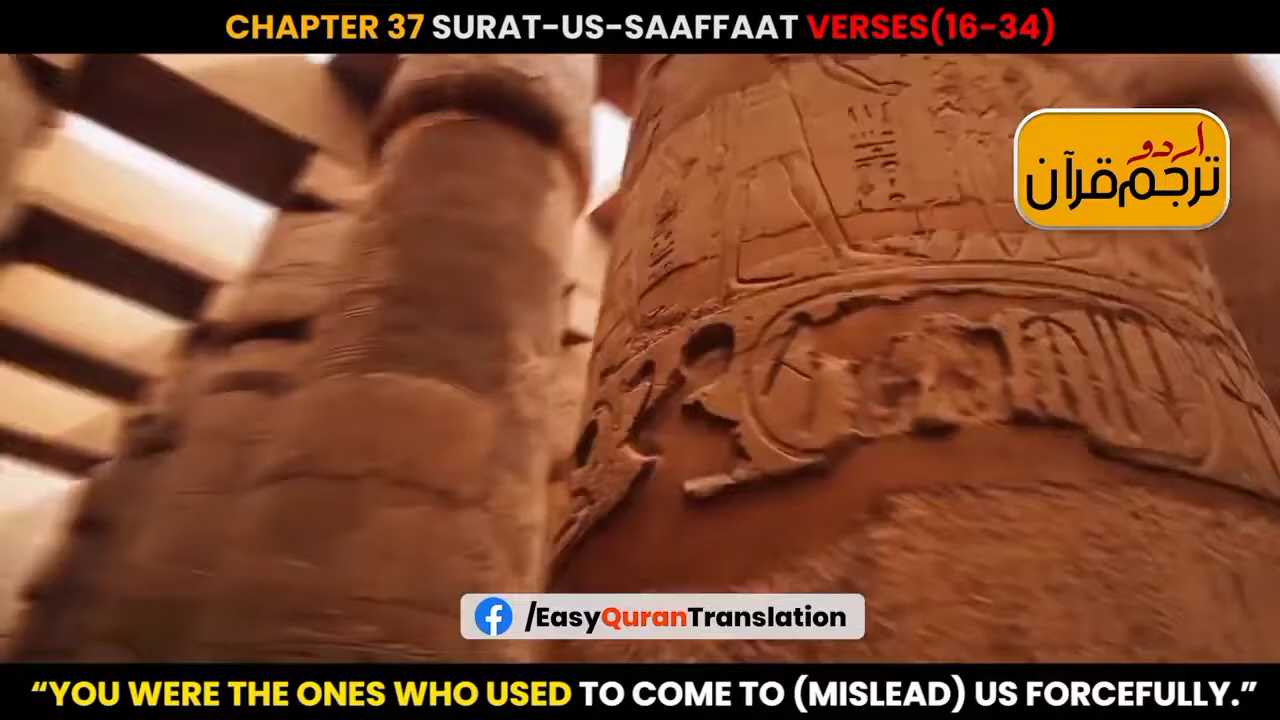 CHAPTER 37 SURAT-US-SAAFFAAT VERSES(16-34)
اردو
ترجم قرآن
/EasyQuranTranslation
“YOU WERE THE ONES WHO USED TO COME TO (MISLEAD) US FORCEFULLY.”